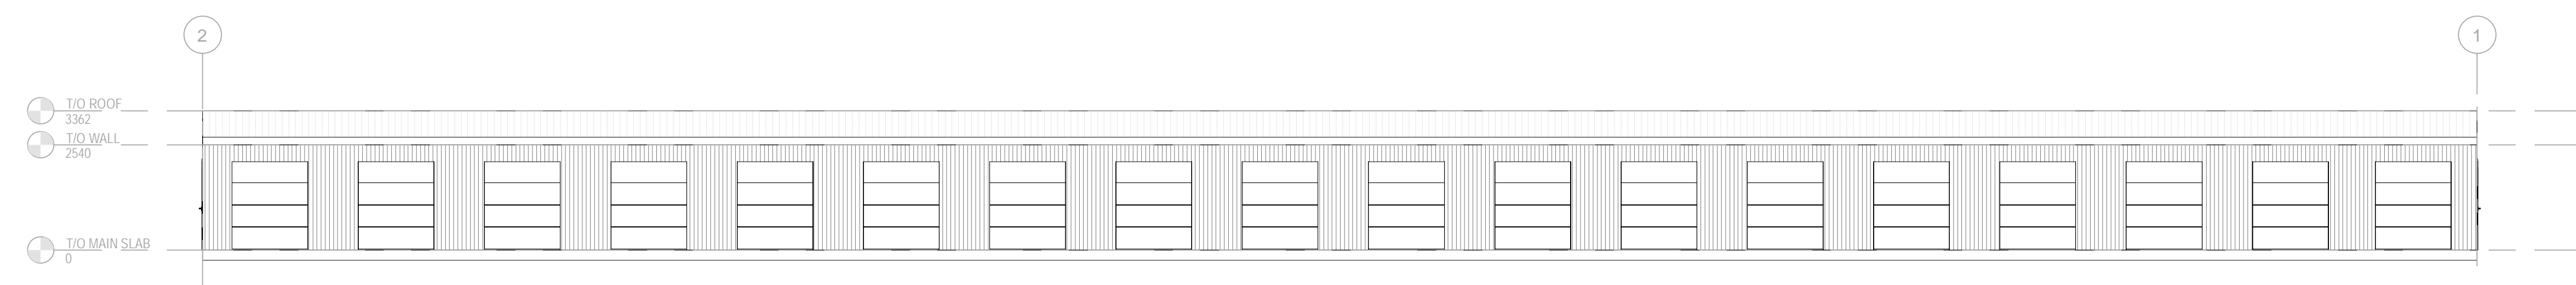 2
1
T/O ROOF
3362
T/O WALL
2540
T/O MAIN SLAB
0